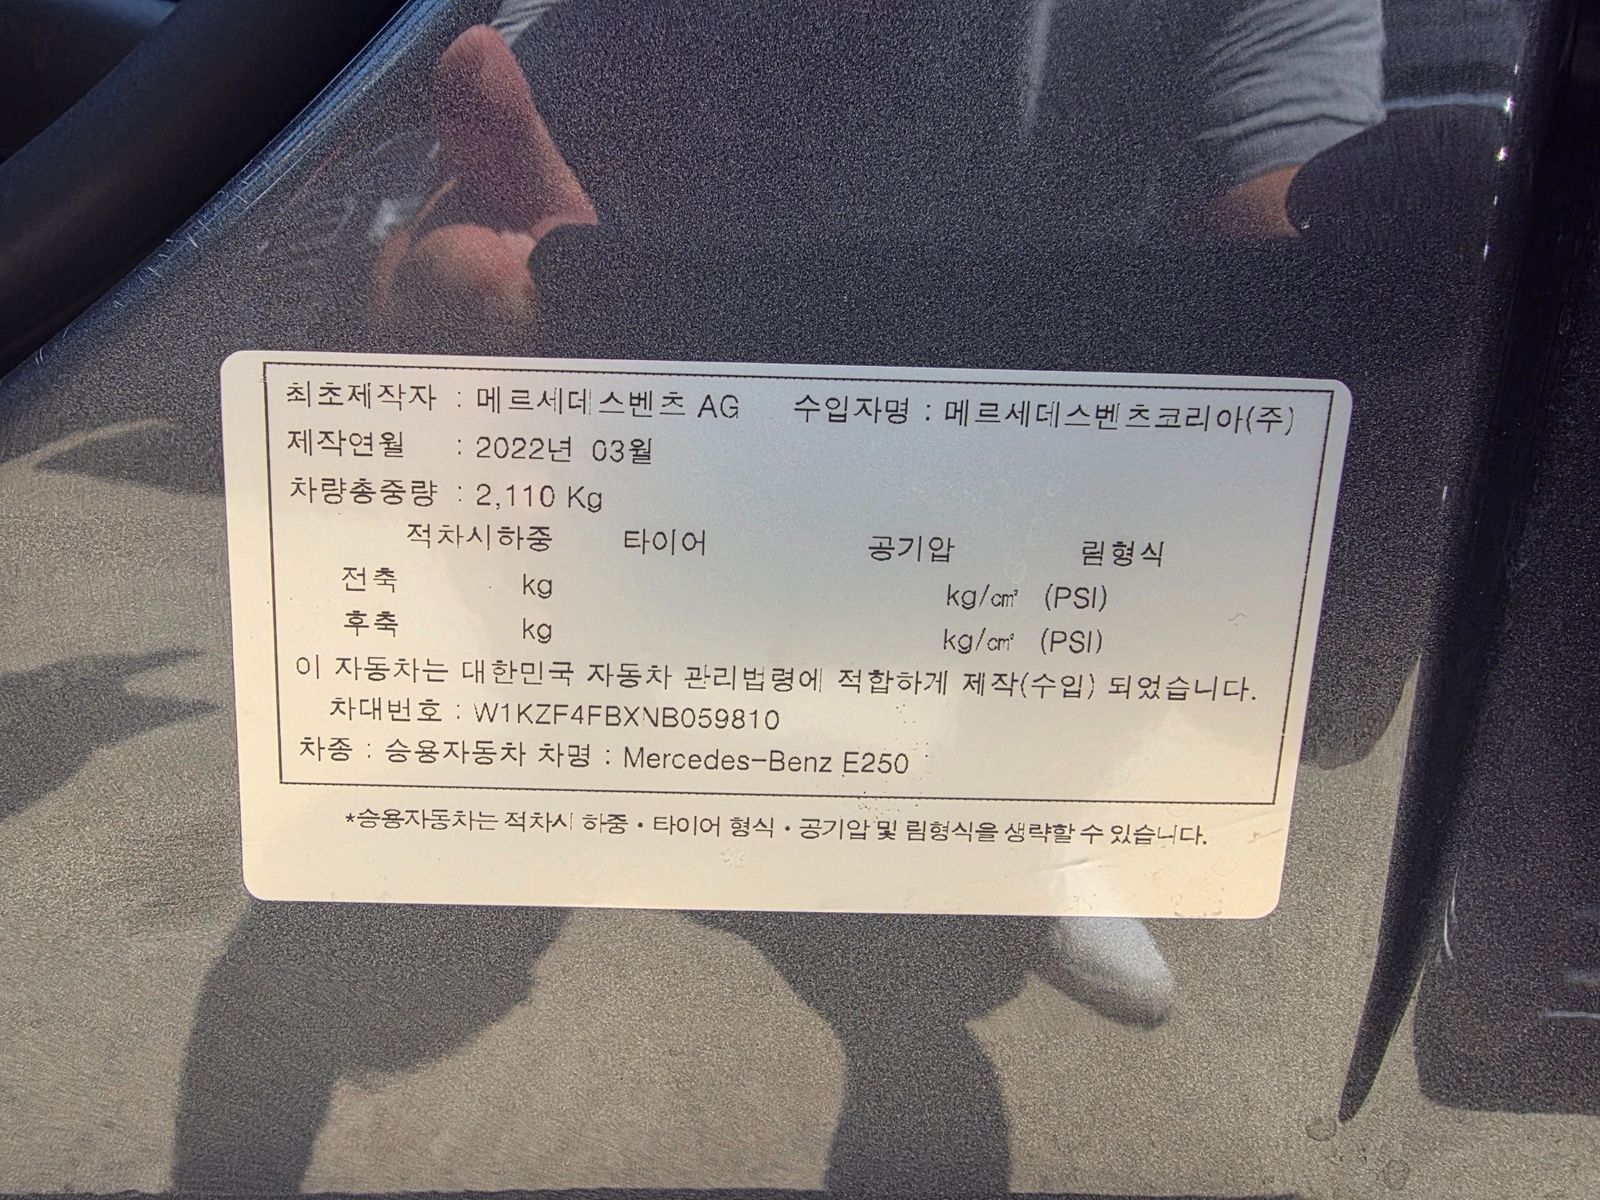 최초제작자 : 메르세데스벤츠 AG 수입자명 : 메르세데스벤츠코리아(주)
제작연월 : 2022년 03월
차량총중량 : 2,110 Kg
적차시하중 타이어 공기압 림형식
전축 kg kg/㎠ (PSI)
후축 kg kg/㎠ (PSI)
이 자동차는 대한민국 자동차 관리법령에 적합하게 제작(수입) 되었습니다.
차대번호 : W1KZF4FBXNB059810
차종 : 승용자동차 차명 : Mercedes-Benz E250
*승용자동차는 적차시 하중·타이어 형식·공기압 및 림형식을 생략할 수 있습니다.